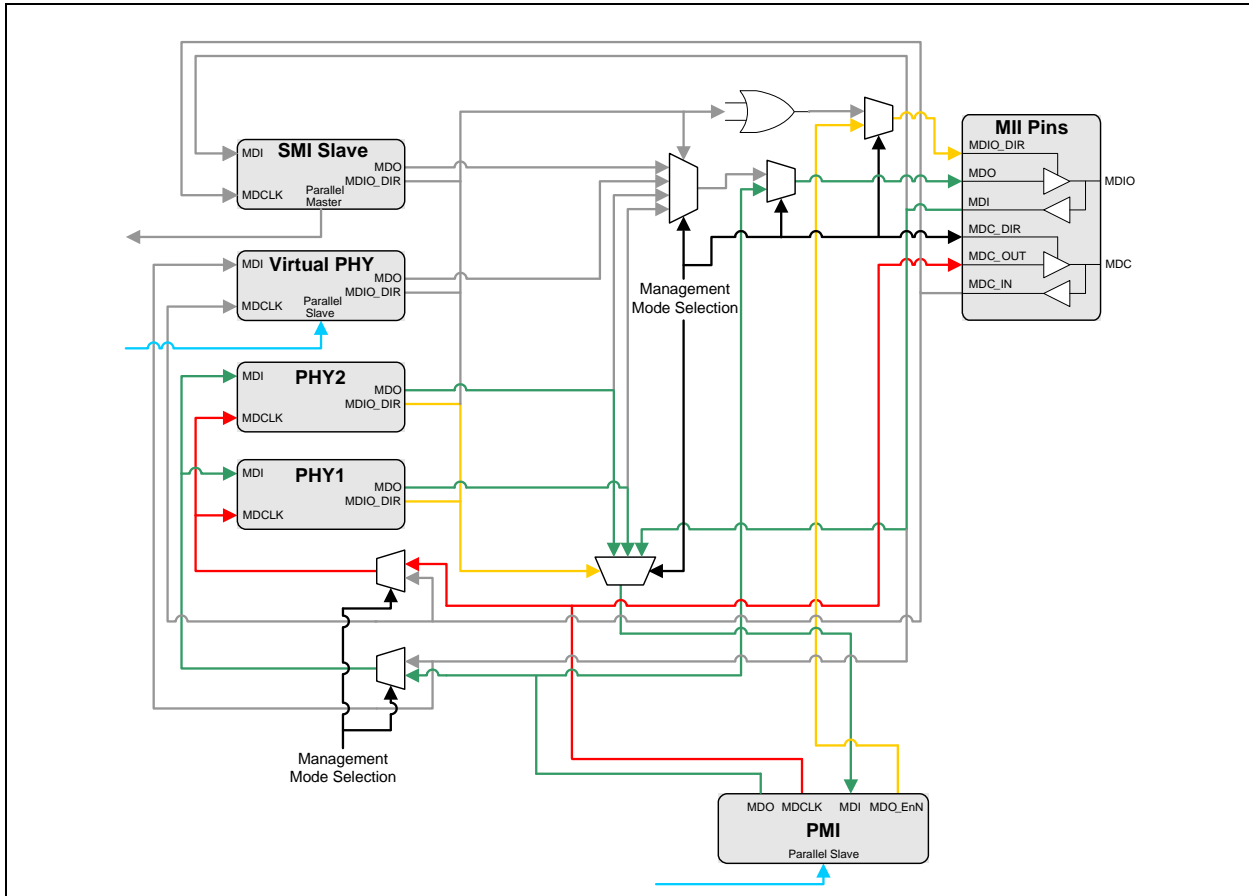 SMI Slave
MDI
MDO
MDIO_DIR
MDCLK
Parallel
Master
MII Pins
MDIO_DIR
MDO
MDIO
MDI
MDC_DIR
MDC_OUT
MDC
MDC_IN
Virtual PHY
MDI
MDO
MDIO_DIR
MDCLK
Parallel
Slave
Management
Mode Selection
PHY2
MDI
MDO
MDIO_DIR
MDCLK
PHY1
MDI
MDO
MDIO_DIR
MDCLK
Management
Mode Selection
MDO MDCLK MDI MDO_EnN
PMI
Parallel Slave